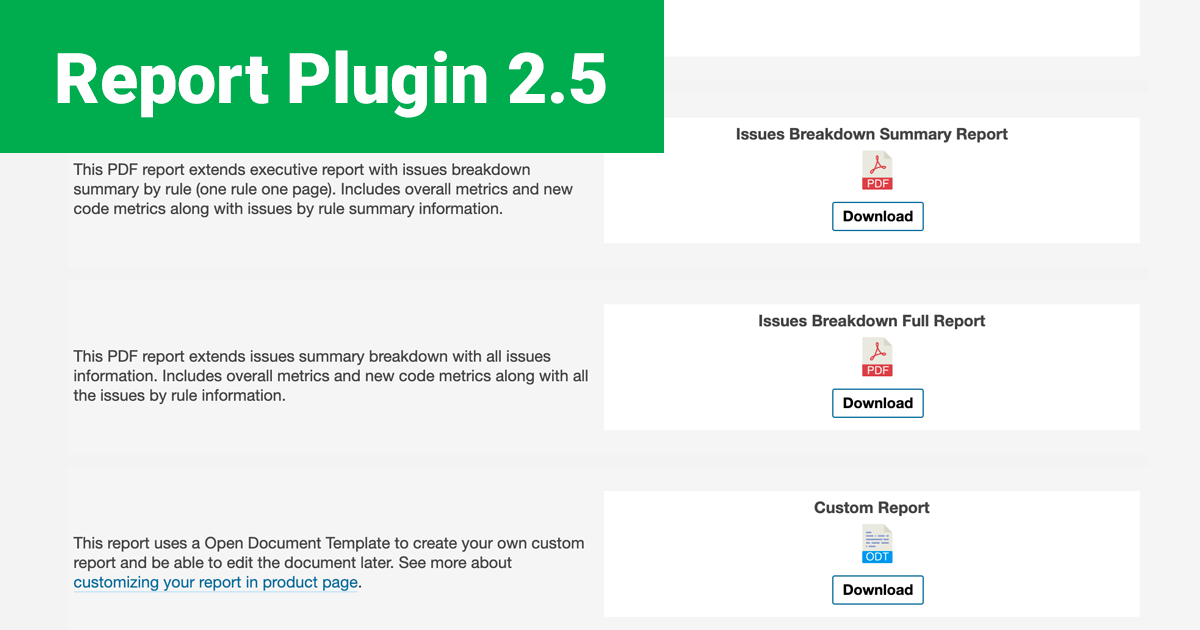 Report Plugin 2.5
This PDF report extends executive report with issues breakdown
summary by rule (one rule one page). Includes overall metrics and new
code metrics along with issues by rule summary information.
Issues Breakdown Summary Report
PDF
Download
This PDF report extends issues summary breakdown with all issues
information. Includes overall metrics and new code metrics along with all
the issues by rule information.
Issues Breakdown Full Report
PDF
Download
This report uses a Open Document Template to create your own custom
report and be able to edit the document later. See more about
customizing your report in product page.
Custom Report
ODT
Download